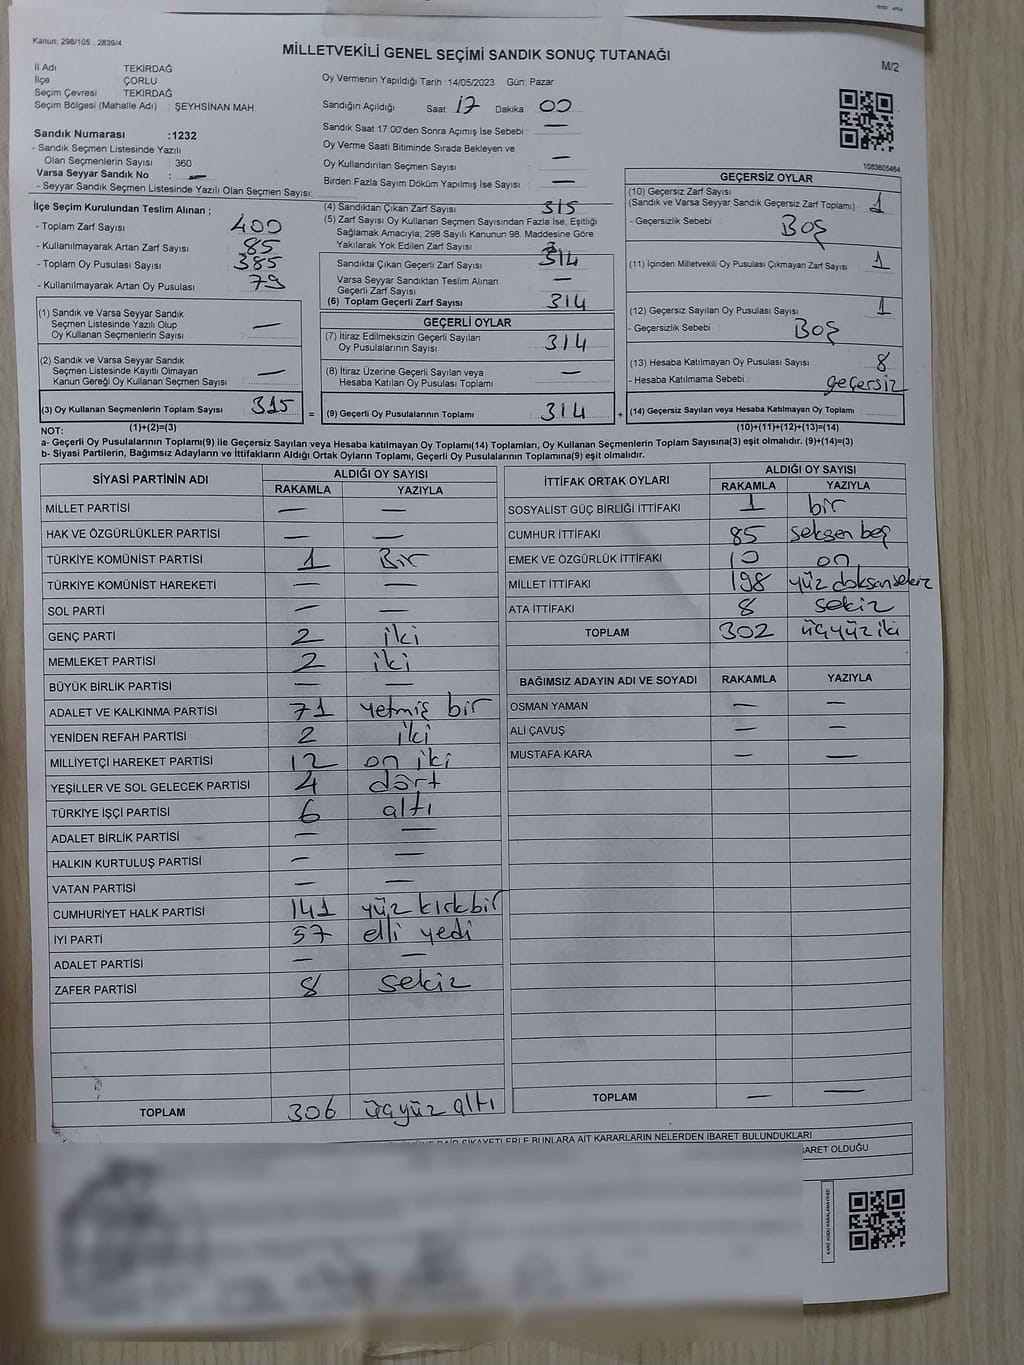 Kanun: 298/105 , 2839/4
MİLLETVEKİLİ GENEL SEÇİMİ SANDIK SONUÇ TUTANAĞI
M/2
İl Adı TEKİRDAĞ
İlçe ÇORLU
Seçim Çevresi TEKİRDAĞ
Seçim Bölgesi (Mahalle Adı) : ŞEYHSİNAN MAH.
Sandık Numarası :1232
- Sandık Seçmen Listesinde Yazılı
Olan Seçmenlerin Sayısı : 360
Varsa Seyyar Sandık No : —
- Seyyar Sandık Seçmen Listesinde Yazılı Olan Seçmen Sayısı:
Oy Vermenin Yapıldığı Tarih :14/05/2023 Gün: Pazar
Sandığın Açıldığı Saat: 17 Dakika 00
Sandık Saat 17:00'den Sonra Açımış İse Sebebi —
Oy Verme Saati Bitiminde Sırada Bekleyen ve
Oy Kullandırılan Seçmen Sayısı —
Birden Fazla Sayım Döküm Yapılmış İse Sayısı —
1083605464
İlçe Seçim Kurulundan Teslim Alınan ;
- Toplam Zarf Sayısı 400
- Kullanılmayarak Artan Zarf Sayısı 85
- Toplam Oy Pusulası Sayısı 385
- Kullanılmayarak Artan Oy Pusulası 79
(4) Sandıktan Çıkan Zarf Sayısı 315
(5) Zarf Sayısı Oy Kullanan Seçmen Sayısından Fazla İse, Eşitliği
Sağlamak Amacıyla; 298 Sayılı Kanunun 98. Maddesine Göre
Yakılarak Yok Edilen Zarf Sayısı
Sandıkta Çıkan Geçerli Zarf Sayısı 314
Varsa Seyyar Sandıktan Teslim Alınan
Geçerli Zarf Sayısı —
(6) Toplam Geçerli Zarf Sayısı 314
GEÇERSİZ OYLAR
(10) Geçersiz Zarf Sayısı
(Sandık ve Varsa Seyyar Sandık Geçersiz Zarf Toplamı) 1
- Geçersizlik Sebebi Boş
(11) İçinden Milletvekili Oy Pusulası Çıkmayan Zarf Sayısı 1
(12) Geçersiz Sayılan Oy Pusulası Sayısı 1
- Geçersizlik Sebebi : Boş
(13) Hesaba Katılmayan Oy Pusulası Sayısı 8
- Hesaba Katılmama Sebebi : geçersiz
(14) Geçersiz Sayılan veya Hesaba Katılmayan Oy Toplamı
(10)+(11)+(12)+(13)=(14)
(1) Sandık ve Varsa Seyyar Sandık
Seçmen Listesinde Yazılı Olup
Oy Kullanan Seçmenlerin Sayısı : —
(2) Sandık ve Varsa Seyyar Sandık
Seçmen Listesinde Kayıtlı Olmayan
Kanun Gereği Oy Kullanan Seçmen Sayısı —
(3) Oy Kullanan Seçmenlerin Toplam Sayısı 315 =
(1)+(2)=(3)
GEÇERLİ OYLAR
(7) İtiraz Edilmeksizin Geçerli Sayılan
Oy Pusulalarının Sayısı 314
(8) İtiraz Üzerine Geçerli Sayılan veya
Hesaba Katılan Oy Pusulası Toplamı —
(9) Geçerli Oy Pusulalarının Toplamı 314 +
NOT:
a- Geçerli Oy Pusulalarının Toplamı(9) ile Geçersiz Sayılan veya Hesaba katılmayan Oy Toplamı(14) Toplamları, Oy Kullanan Seçmenlerin Toplam Sayısına(3) eşit olmalıdır. (9)+(14)=(3)
b- Siyasi Partilerin, Bağımsız Adayların ve İttifakların Aldığı Ortak Oyların Toplamı, Geçerli Oy Pusulalarının Toplamına(9) eşit olmalıdır.
SİYASİ PARTİNİN ADI ALDIĞI OY SAYISI
RAKAMLA YAZIYLA
MİLLET PARTİSİ — —
HAK VE ÖZGÜRLÜKLER PARTİSİ — —
TÜRKİYE KOMÜNİST PARTİSİ 1 Bir
TÜRKİYE KOMÜNİST HAREKETİ — —
SOL PARTİ — —
GENÇ PARTİ 2 iki
MEMLEKET PARTİSİ 2 iki
BÜYÜK BİRLİK PARTİSİ — —
ADALET VE KALKINMA PARTİSİ 71 Yetmiş bir
YENİDEN REFAH PARTİSİ 2 iki
MİLLİYETÇİ HAREKET PARTİSİ 12 on iki
YEŞİLLER VE SOL GELECEK PARTİSİ 4 dört
TÜRKİYE İŞÇİ PARTİSİ 6 altı
ADALET BİRLİK PARTİSİ — —
HALKIN KURTULUŞ PARTİSİ — —
VATAN PARTİSİ — —
CUMHURİYET HALK PARTİSİ 141 yüz kırkbir
İYİ PARTİ 57 elli yedi
ADALET PARTİSİ — —
ZAFER PARTİSİ 8 sekiz
TOPLAM 306 üçyüz altı
İTTİFAK ORTAK OYLARI ALDIĞI OY SAYISI
RAKAMLA YAZIYLA
SOSYALİST GÜÇ BİRLİĞİ İTTİFAKI 1 bir
CUMHUR İTTİFAKI 85 seksen beş
EMEK VE ÖZGÜRLÜK İTTİFAKI 10 on
MİLLET İTTİFAKI 198 yüz doksansekiz
ATA İTTİFAKI 8 sekiz
TOPLAM 302 üçyüz iki
BAĞIMSIZ ADAYIN ADI VE SOYADI RAKAMLA YAZIYLA
OSMAN YAMAN — —
ALİ ÇAVUŞ — —
MUSTAFA KARA — —
TOPLAM — —
ŞİKAYETLERLE BUNLARA AİT KARARLARIN NELERDEN İBARET BULUNDUKLARI
BARET OLDUĞU
KARE KODU KARALAMAYINIZ!